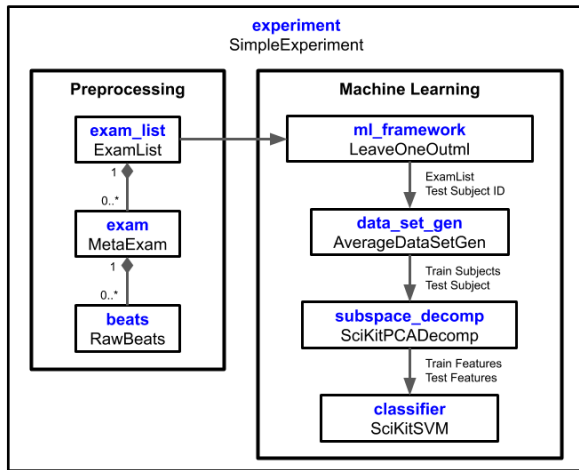 experiment
SimpleExperiment
Preprocessing
exam_list
ExamList
1
0..*
exam
MetaExam
1
0..*
beats
RawBeats
Machine Learning
ml_framework
LeaveOneOutml
ExamList
Test Subject ID
data_set_gen
AverageDataSetGen
Train Subjects
Test Subject
subspace_decomp
SciKitPCADecomp
Train Features
Test Features
classifier
SciKitSVM